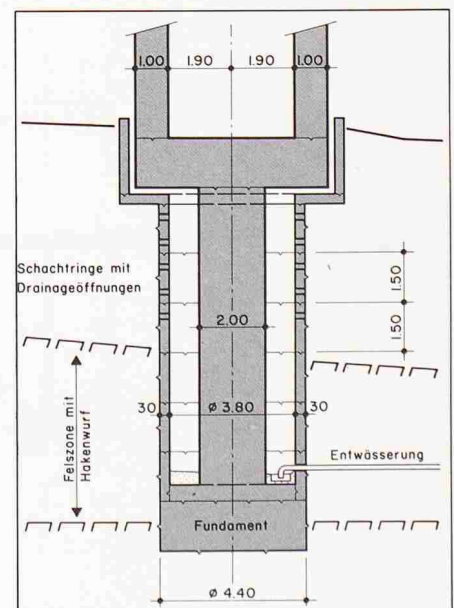 1.00 1.90 1.90 1.00
Schachtringe mit
Drainageöffnungen
1.50
1.50
2.00
Felszone mit
Hakenwurf
30 ø 3.80 30
Entwässerung
Fundament
ø 4.40